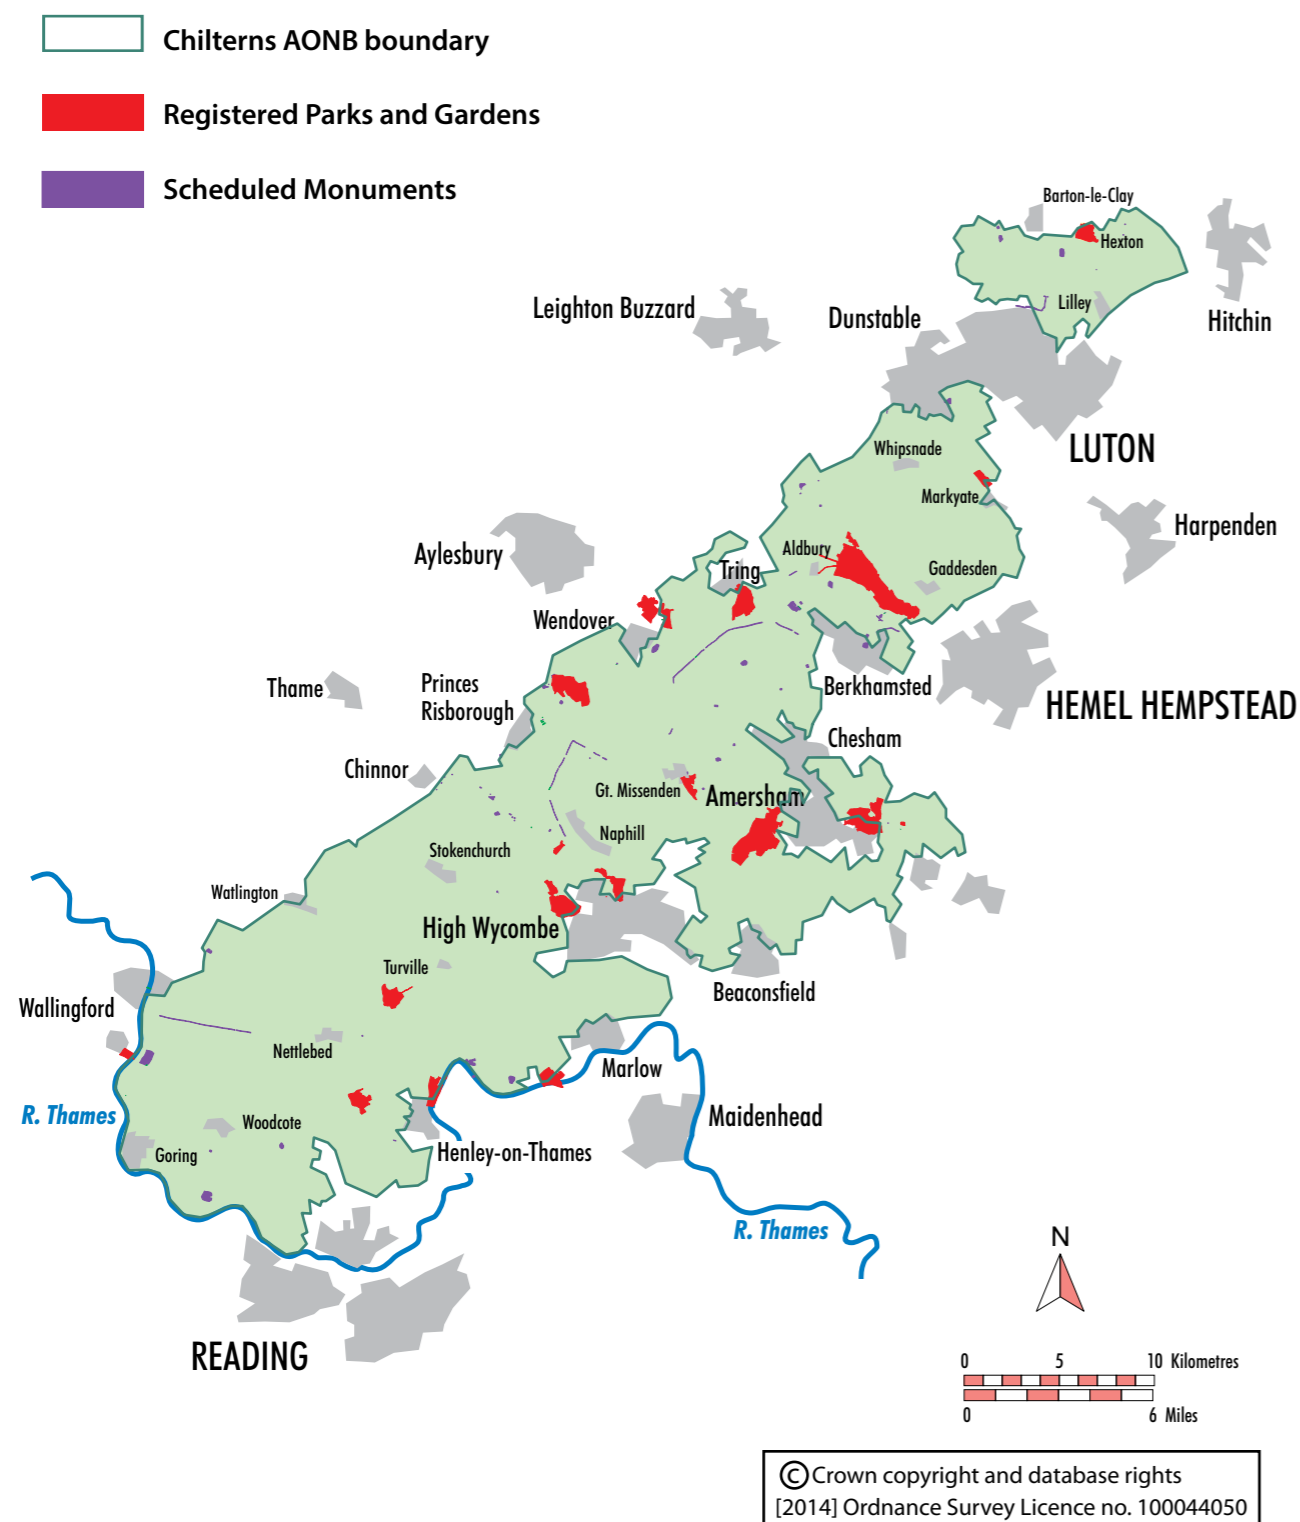 Chilterns AONB boundary
Registered Parks and Gardens
Scheduled Monuments
Barton-le-Clay
Hexton
Leighton Buzzard
Lilley
Dunstable
Hitchin
LUTON
Whipsnade
Markyate
Harpenden
Aylesbury
Aldbury
Tring
Gaddesden
Wendover
Thame
Princes
Risborough
Berkhamsted
HEMEL HEMPSTEAD
Chesham
Chinnor
Gt. Missenden
Amersham
Naphill
Stokenchurch
Watlington
High Wycombe
Turville
Beaconsfield
Wallingford
Nettlebed
Marlow
R. Thames
Woodcote
Maidenhead
Goring
Henley-on-Thames
R. Thames
N
READING
0 5 10 Kilometres
0 6 Miles
© Crown copyright and database rights
[2014] Ordnance Survey Licence no. 100044050